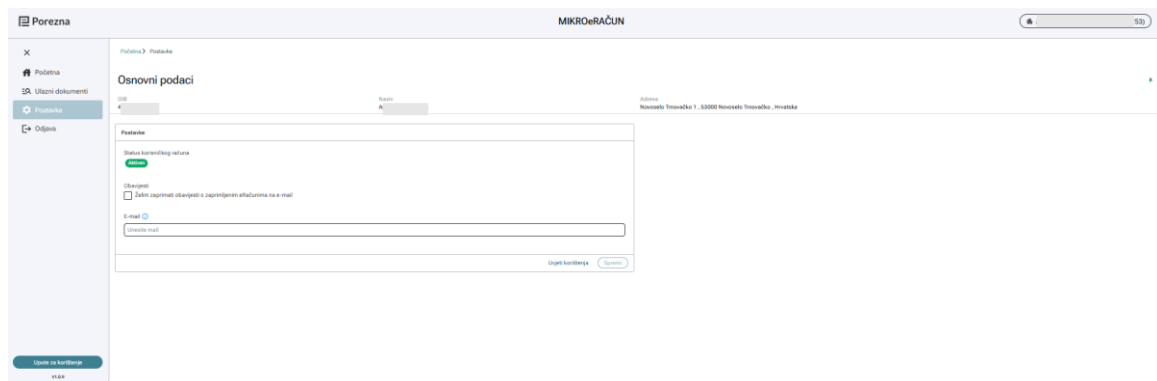 Porezna
MIKROeRAČUN
53)
Početna
Ulazni dokumenti
Postavke
Odjava
Početna > Postavke
Osnovni podaci
OIB
4
Naziv
A
Adresa
Novoselo Trnovačko 1 , 53000 Novoselo Trnovačko , Hrvatska
Postavke
Status korisničkog računa
Aktivan
Obavijesti
Želim zaprimati obavijesti o zaprimljenim eRačunima na e-mail
E-mail
Unesite mail
Uvjeti korištenja
Spremi
Upute za korištenje